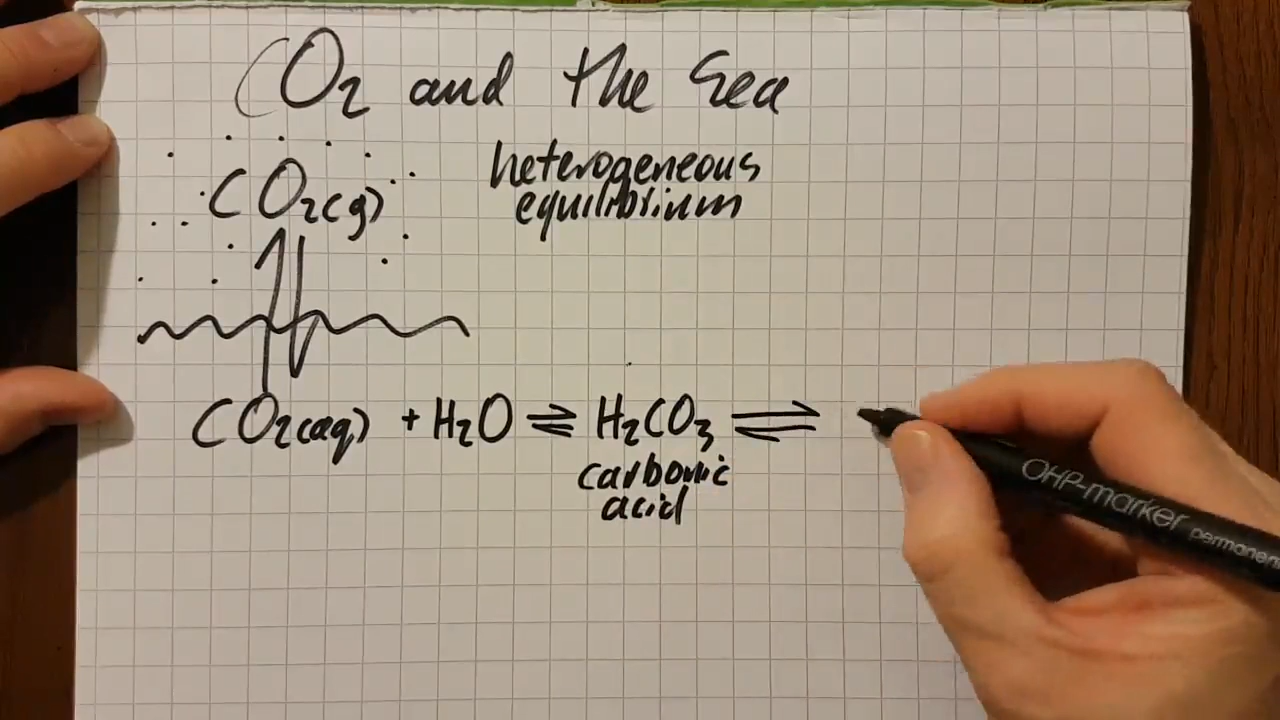 CO2 and the Sea
heterogeneous
equilibrium
CO2(g)
CO2(aq) + H2O ⇌ H2CO3 ⇌
carbonic
acid
OHP-marker permanent